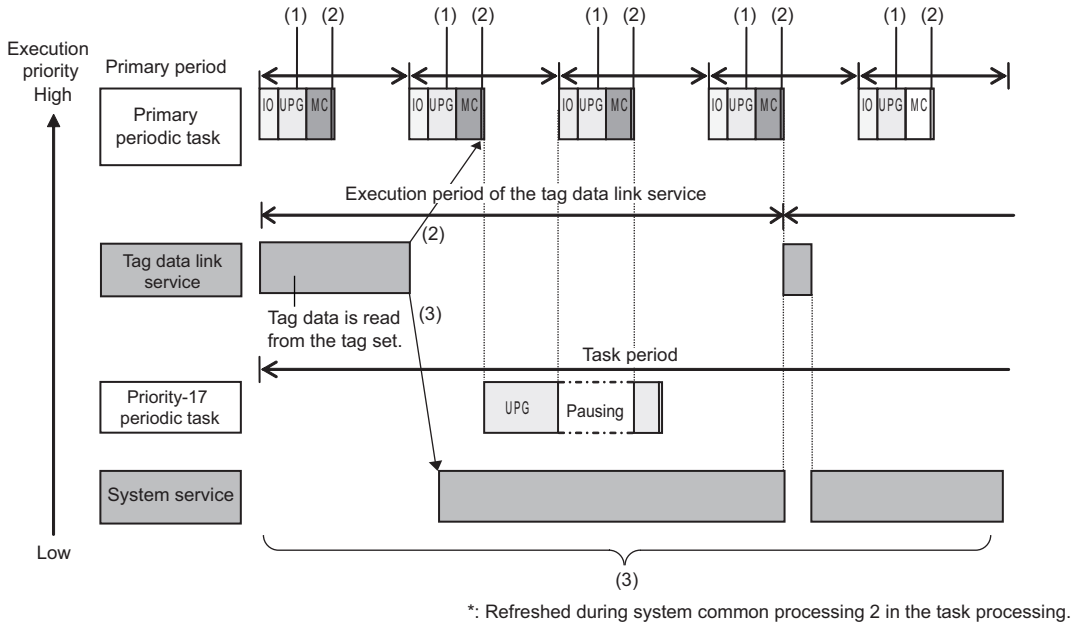 (1) (2) (1) (2) (1) (2) (1) (2) (1) (2)
Execution
priority
High
Primary period
IO UPG MC IO UPG MC IO UPG MC IO UPG MC IO UPG MC
Primary
periodic task
Execution period of the tag data link service
(2)
Tag data link
service
(3)
Tag data is read
from the tag set.
Task period
Priority-17
periodic task
UPG
Pausing
System service
Low
(3)
*: Refreshed during system common processing 2 in the task processing.